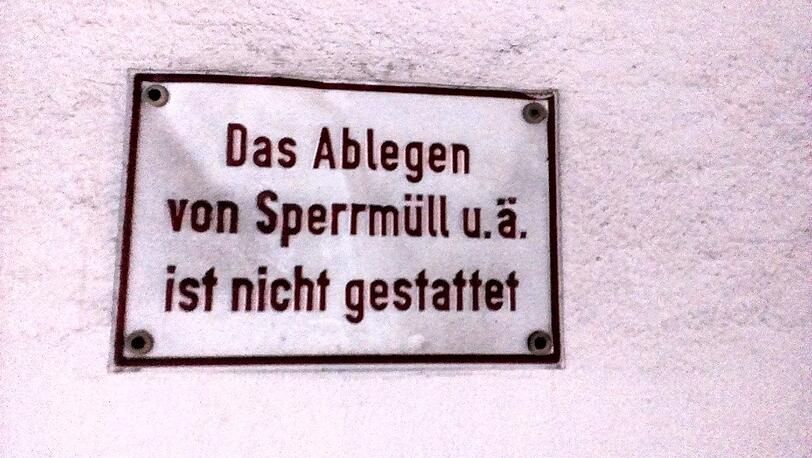 Das Ablegen
von Sperrmüll u.ä.
ist nicht gestattet